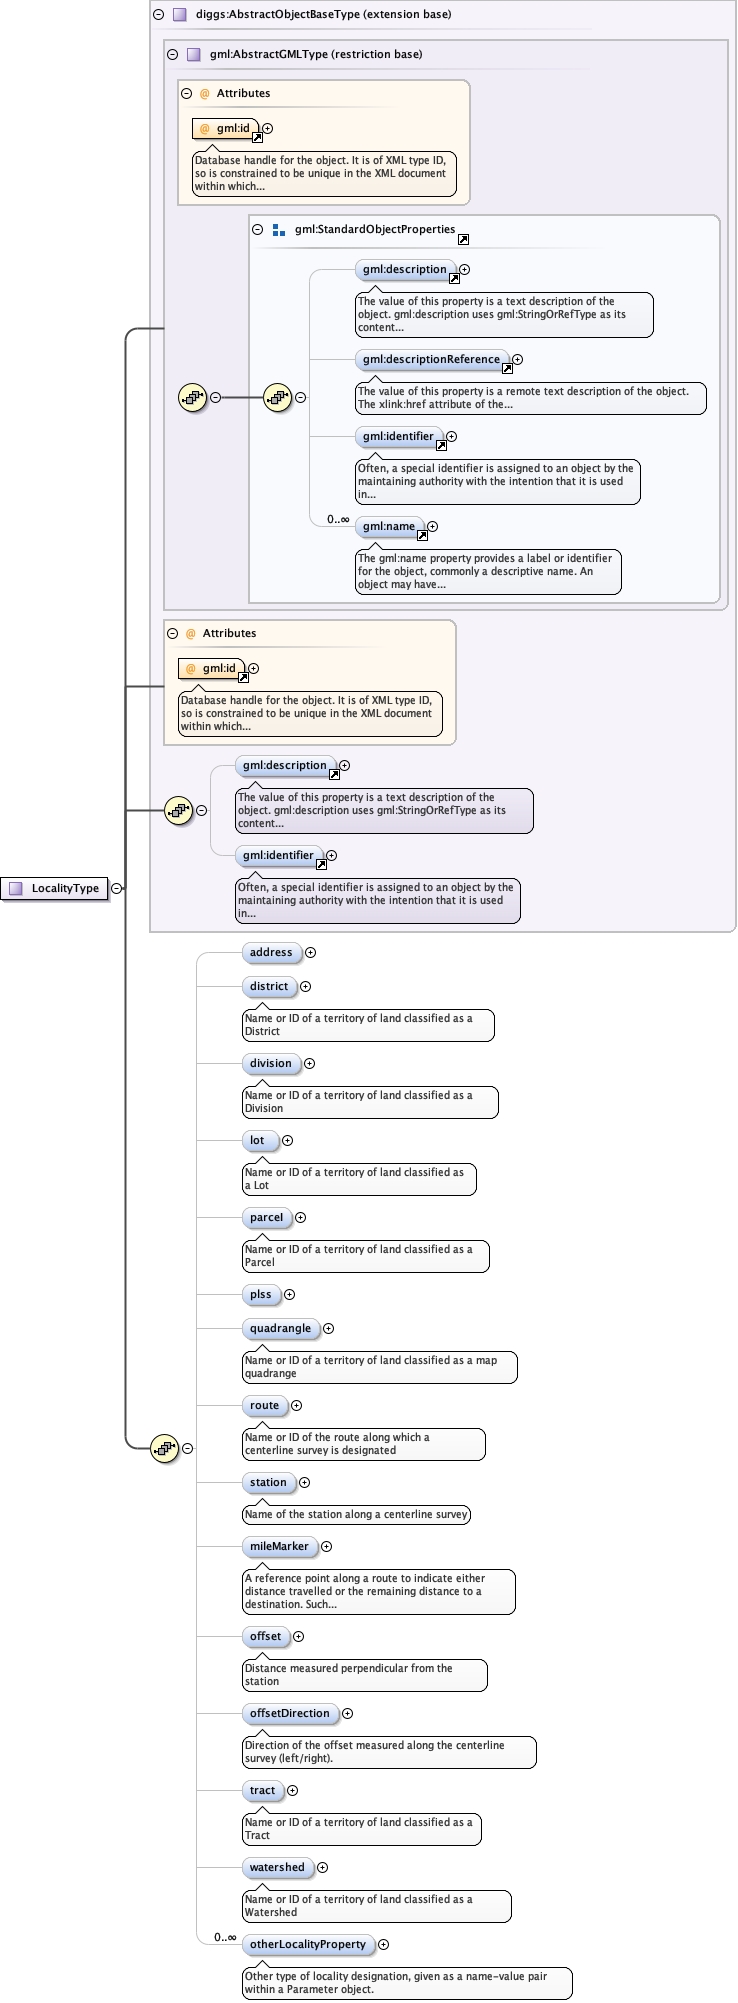 diggs:AbstractObjectBaseType (extension base)
gml:AbstractGMLType (restriction base)
@ Attributes
@ gml:id
Database handle for the object. It is of XML type ID,
so is constrained to be unique in the XML document
within which...
gml:StandardObjectProperties
gml:description
The value of this property is a text description of the
object. gml:description uses gml:StringOrRefType as its
content...
gml:descriptionReference
The value of this property is a remote text description of the object.
The xlink:href attribute of the...
gml:identifier
Often, a special identifier is assigned to an object by the
maintaining authority with the intention that it is used
in...
0..∞
gml:name
The gml:name property provides a label or identifier
for the object, commonly a descriptive name. An
object may have...
@ Attributes
@ gml:id
Database handle for the object. It is of XML type ID,
so is constrained to be unique in the XML document
within which...
gml:description
The value of this property is a text description of the
object. gml:description uses gml:StringOrRefType as its
content...
gml:identifier
Often, a special identifier is assigned to an object by the
maintaining authority with the intention that it is used
in...
LocalityType
address
district
Name or ID of a territory of land classified as a
District
division
Name or ID of a territory of land classified as a
Division
lot
Name or ID of a territory of land classified as
a Lot
parcel
Name or ID of a territory of land classified as a
Parcel
plss
quadrangle
Name or ID of a territory of land classified as a map
quadrange
route
Name or ID of the route along which a
centerline survey is designated
station
Name of the station along a centerline survey
mileMarker
A reference point along a route to indicate either
distance travelled or the remaining distance to a
destination. Such...
offset
Distance measured perpendicular from the
station
offsetDirection
Direction of the offset measured along the centerline
survey (left/right).
tract
Name or ID of a territory of land classified as a
Tract
watershed
Name or ID of a territory of land classified as a
Watershed
0..∞
otherLocalityProperty
Other type of locality designation, given as a name-value pair
within a Parameter object.